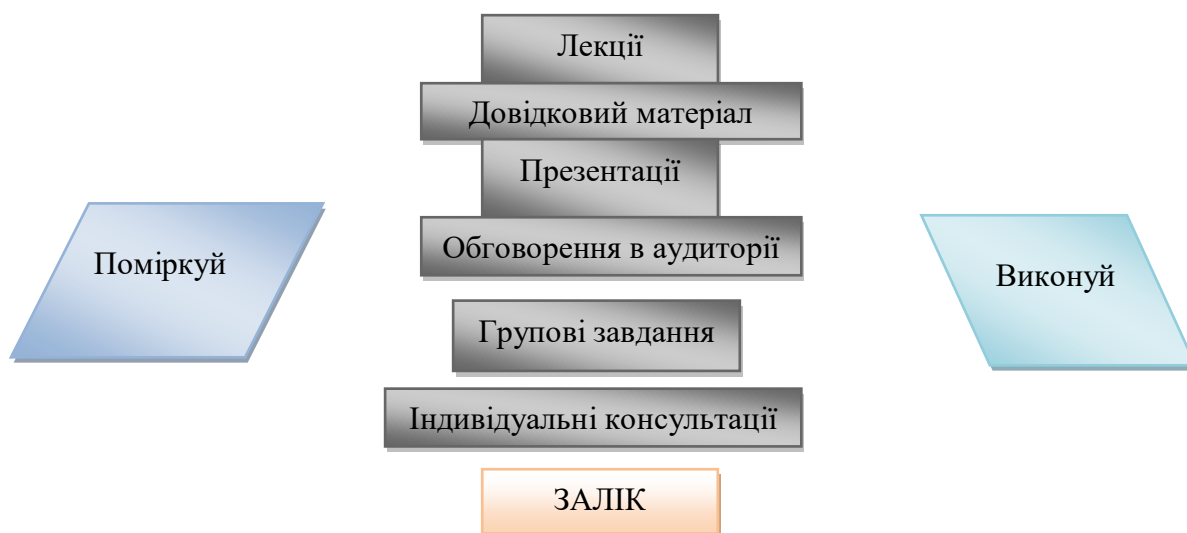 Лекції
Довідковий матеріал
Презентації
Обговорення в аудиторії
Поміркуй
Виконуй
Групові завдання
Індивідуальні консультації
ЗАЛІК